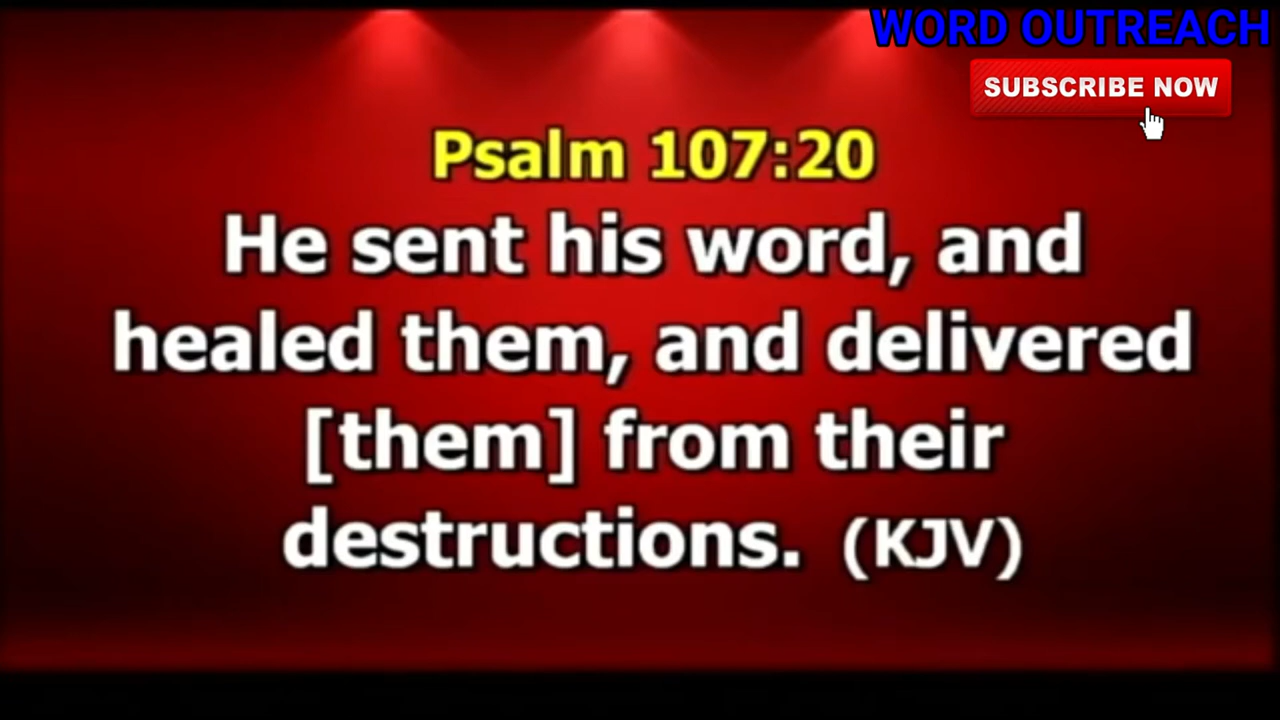 WORD OUTREACH
SUBSCRIBE NOW
Psalm 107:20
He sent his word, and
healed them, and delivered
[them] from their
destructions. (KJV)